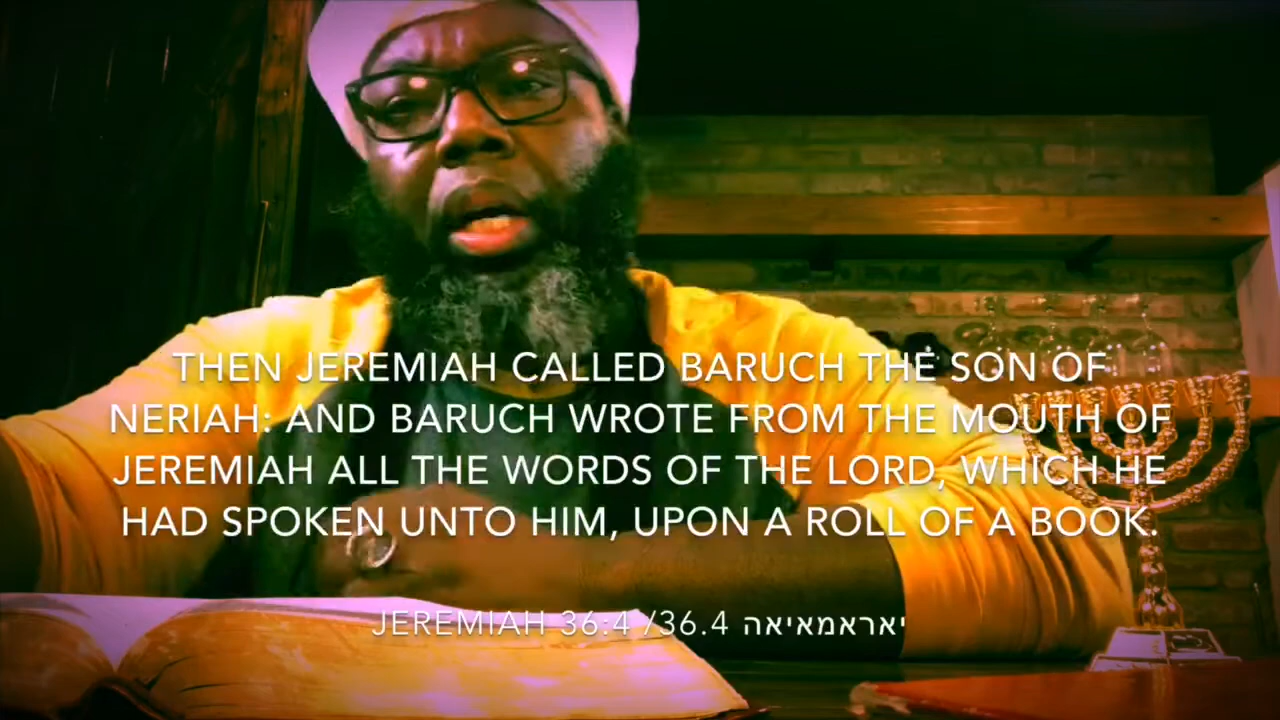 THEN JEREMIAH CALLED BARUCH THE SON OF
NERIAH: AND BARUCH WROTE FROM THE MOUTH OF
JEREMIAH ALL THE WORDS OF THE LORD, WHICH HE
HAD SPOKEN UNTO HIM, UPON A ROLL OF A BOOK.
JEREMIAH 36:4 /36.4 יאראמאיאה